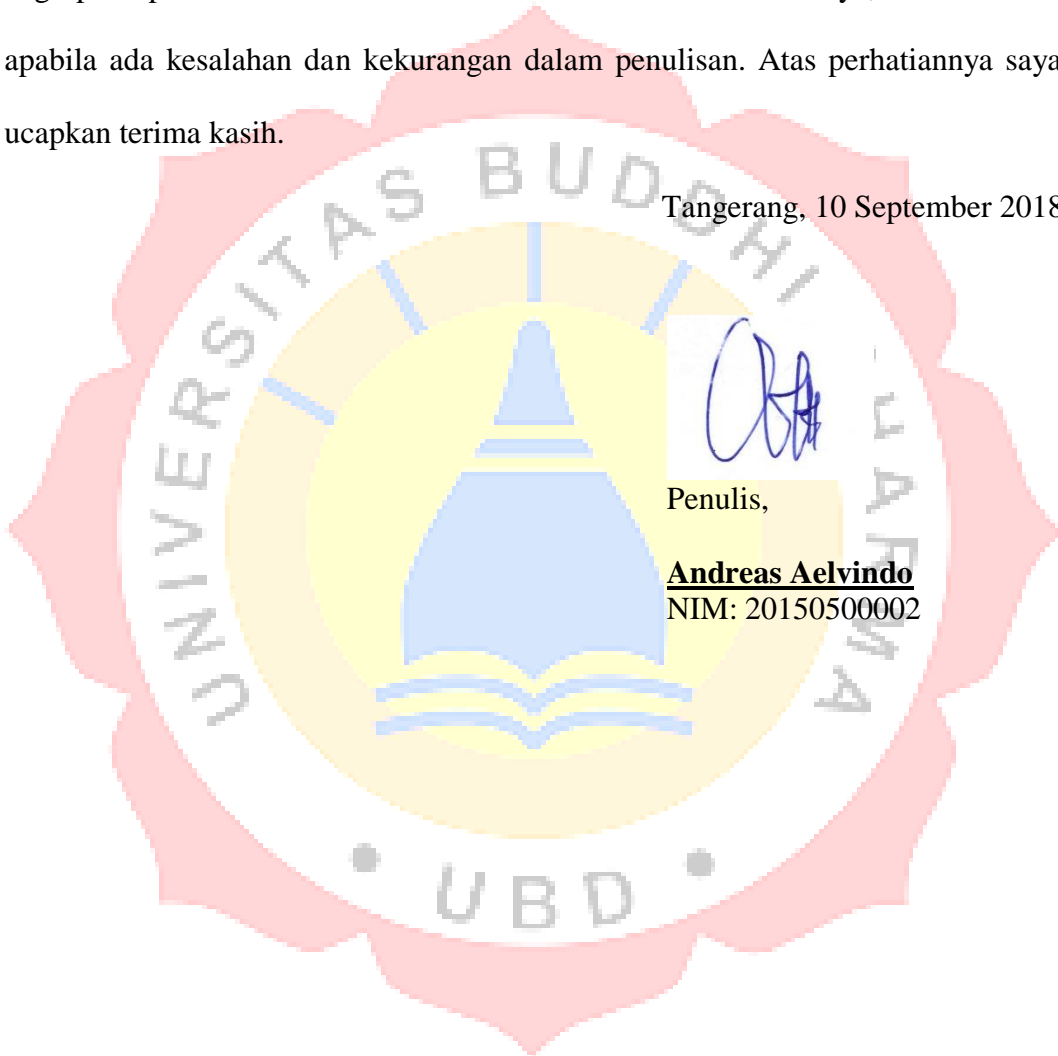 apabila ada kesalahan dan kekurangan dalam penulisan. Atas perhatiannya saya
ucapkan terima kasih.
Tangerang, 10 September 2018
Penulis,
Andreas Aelvindo
NIM: 20150500002
UNIVERSITAS BUDDHI DHARMA
• UBD •